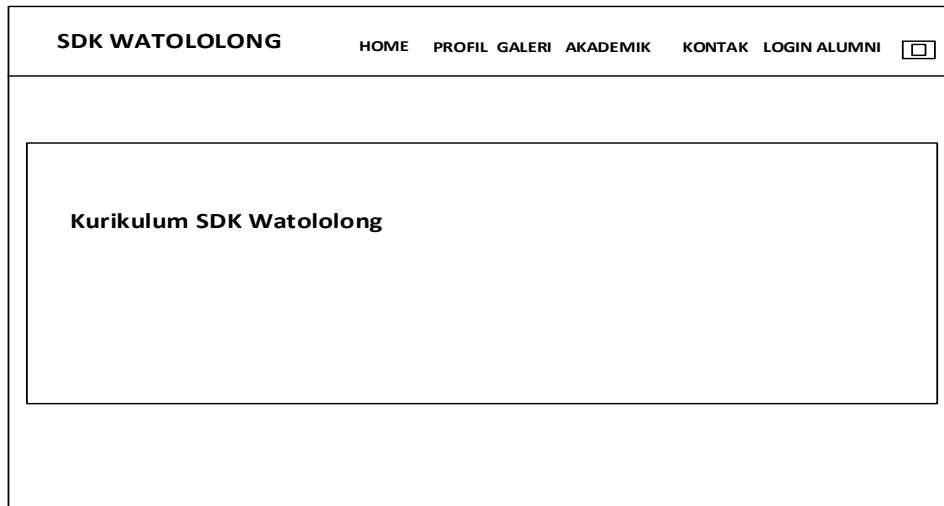 SDK WATOLOLONG HOME PROFIL GALERI AKADEMIK KONTAK LOGIN ALUMNI
Kurikulum SDK Watololong